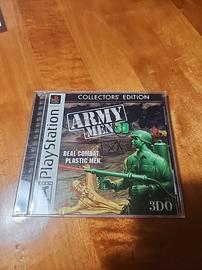 COLLECTORS' EDITION
PlayStation
ARMY
MEN 3D
REAL COMBAT.
PLASTIC MEN.
3DO